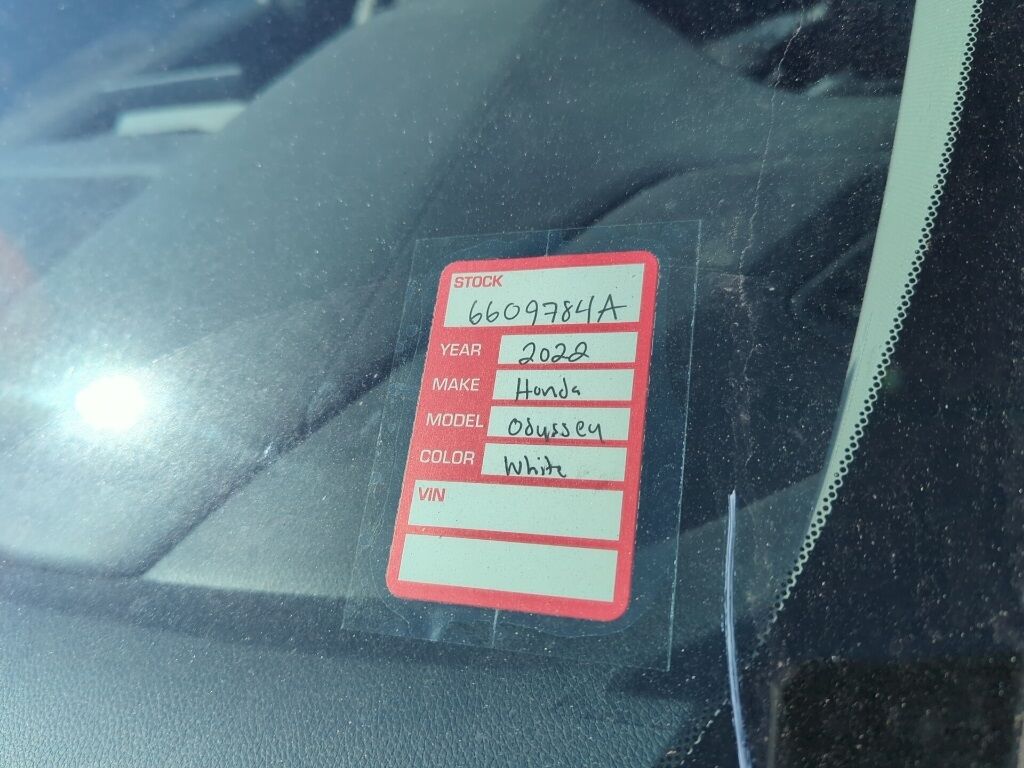 STOCK
6609784A
YEAR 2022
MAKE Honda
MODEL Odyssey
COLOR White
VIN